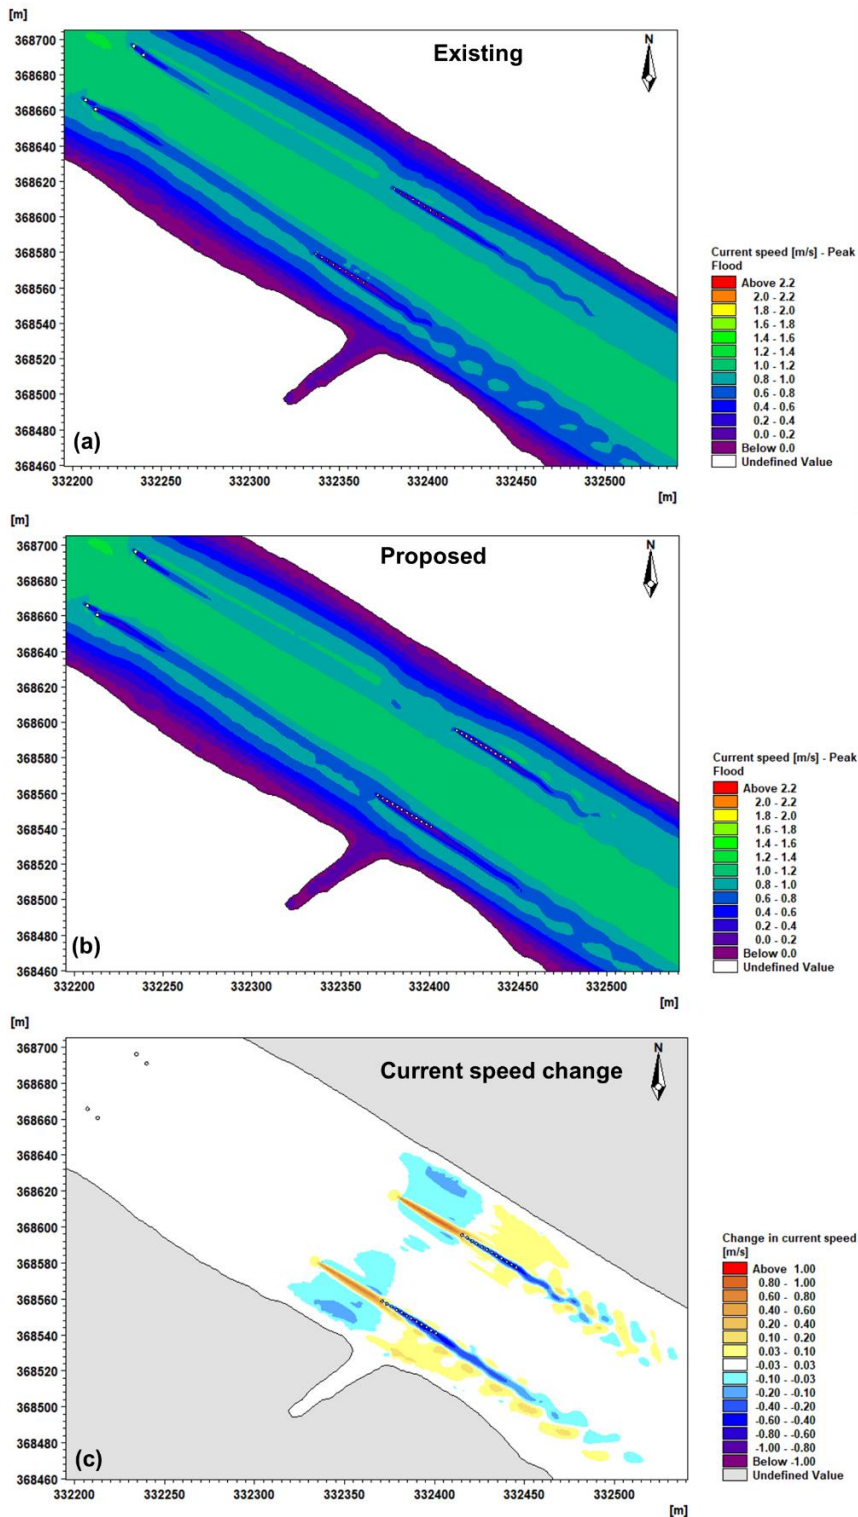 [m]
368700
368680
368660
368640
368620
368600
368580
368560
368540
368520
368500
368480
368460
Existing
N
(a)
332200 332250 332300 332350 332400 332450 332500
[m]
Current speed [m/s] - Peak
Flood
Above 2.2
2.0 - 2.2
1.8 - 2.0
1.6 - 1.8
1.4 - 1.6
1.2 - 1.4
1.0 - 1.2
0.8 - 1.0
0.6 - 0.8
0.4 - 0.6
0.2 - 0.4
0.0 - 0.2
Below 0.0
Undefined Value
[m]
368700
368680
368660
368640
368620
368600
368580
368560
368540
368520
368500
368480
368460
Proposed
N
(b)
332200 332250 332300 332350 332400 332450 332500
[m]
Current speed [m/s] - Peak
Flood
Above 2.2
2.0 - 2.2
1.8 - 2.0
1.6 - 1.8
1.4 - 1.6
1.2 - 1.4
1.0 - 1.2
0.8 - 1.0
0.6 - 0.8
0.4 - 0.6
0.2 - 0.4
0.0 - 0.2
Below 0.0
Undefined Value
[m]
368700
368680
368660
368640
368620
368600
368580
368560
368540
368520
368500
368480
368460
Current speed change
N
(c)
332200 332250 332300 332350 332400 332450 332500
[m]
Change in current speed
[m/s]
Above 1.00
0.80 - 1.00
0.60 - 0.80
0.40 - 0.60
0.20 - 0.40
0.10 - 0.20
0.03 - 0.10
-0.03 - 0.03
-0.10 - -0.03
-0.20 - -0.10
-0.40 - -0.20
-0.60 - -0.40
-0.80 - -0.60
-1.00 - -0.80
Below -1.00
Undefined Value